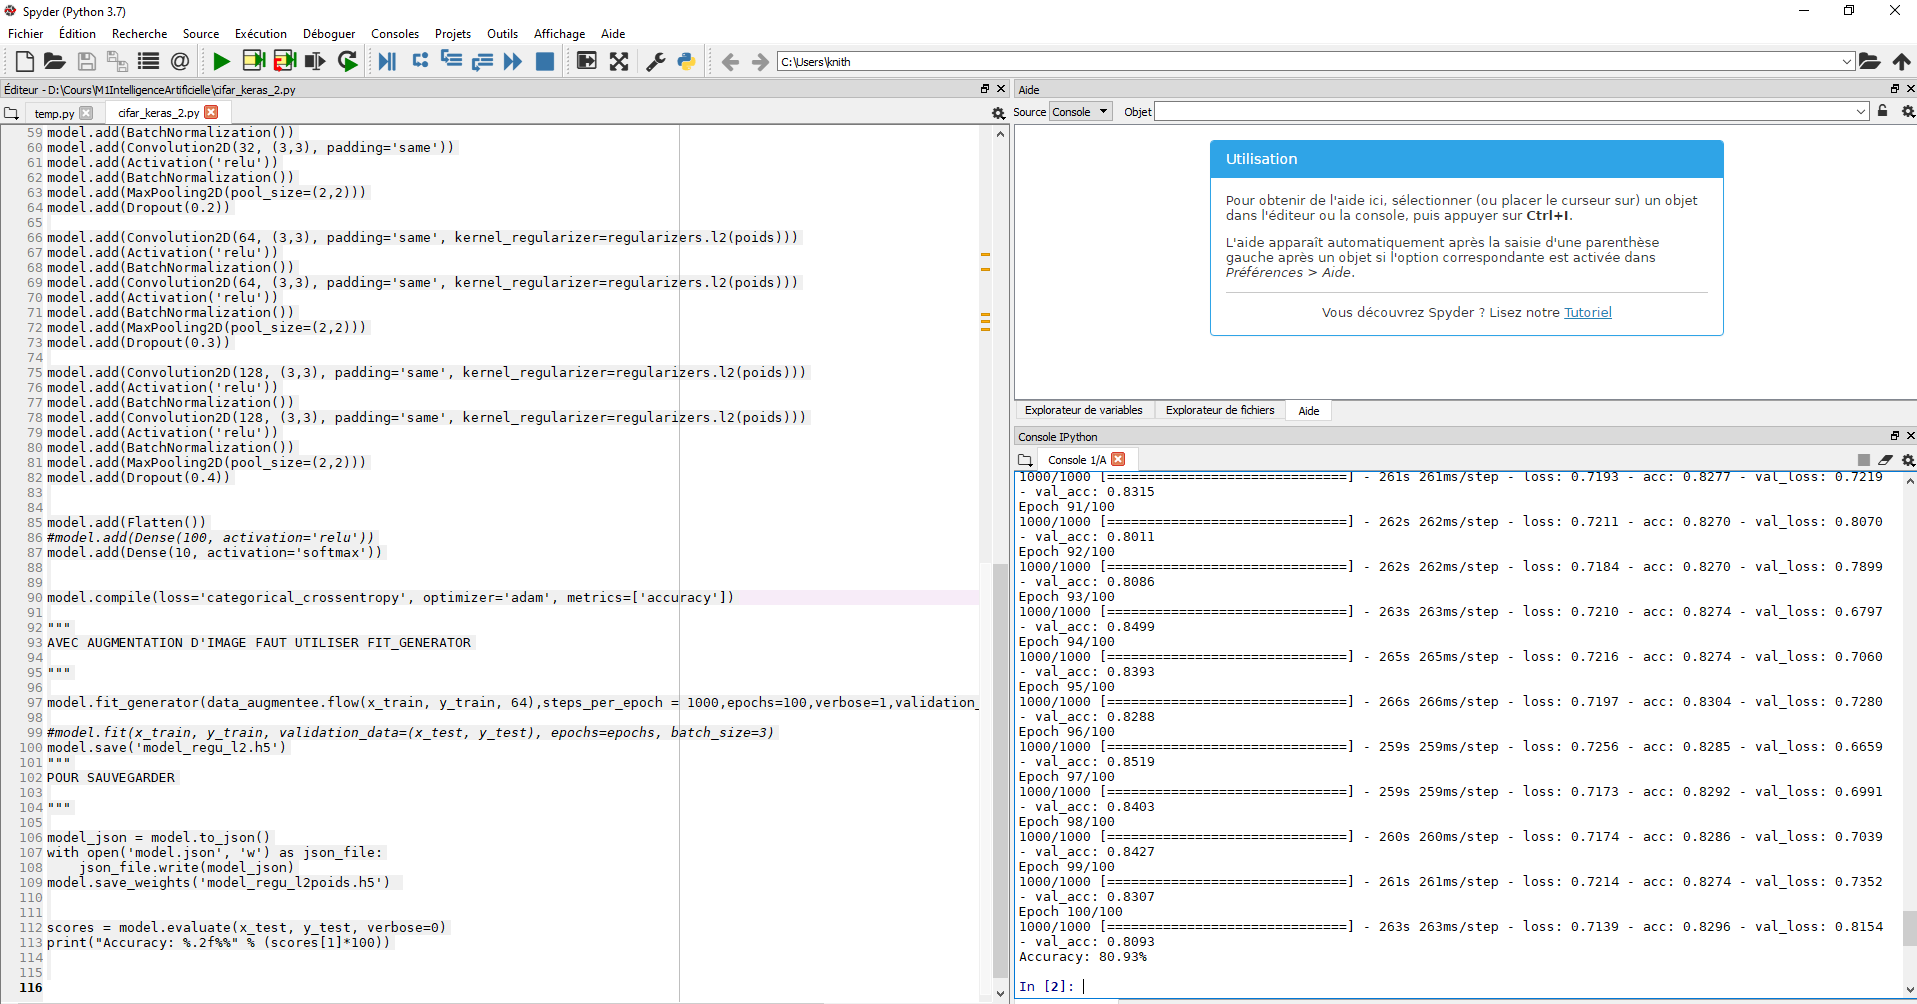 Spyder (Python 3.7)
Fichier Édition Recherche Source Exécution Déboguer Consoles Projets Outils Affichage Aide
C:\Users\knith
Éditeur - D:\Cours\M1IntelligenceArtificielle\cifar_keras_2.py
temp.py cifar_keras_2.py
59 model.add(BatchNormalization())
60 model.add(Convolution2D(32, (3,3), padding='same'))
61 model.add(Activation('relu'))
62 model.add(BatchNormalization())
63 model.add(MaxPooling2D(pool_size=(2,2)))
64 model.add(Dropout(0.2))
65
66 model.add(Convolution2D(64, (3,3), padding='same', kernel_regularizer=regularizers.l2(poids)))
67 model.add(Activation('relu'))
68 model.add(BatchNormalization())
69 model.add(Convolution2D(64, (3,3), padding='same', kernel_regularizer=regularizers.l2(poids)))
70 model.add(Activation('relu'))
71 model.add(BatchNormalization())
72 model.add(MaxPooling2D(pool_size=(2,2)))
73 model.add(Dropout(0.3))
74
75 model.add(Convolution2D(128, (3,3), padding='same', kernel_regularizer=regularizers.l2(poids)))
76 model.add(Activation('relu'))
77 model.add(BatchNormalization())
78 model.add(Convolution2D(128, (3,3), padding='same', kernel_regularizer=regularizers.l2(poids)))
79 model.add(Activation('relu'))
80 model.add(BatchNormalization())
81 model.add(MaxPooling2D(pool_size=(2,2)))
82 model.add(Dropout(0.4))
83
84
85 model.add(Flatten())
86 #model.add(Dense(100, activation='relu'))
87 model.add(Dense(10, activation='softmax'))
88
89
90 model.compile(loss='categorical_crossentropy', optimizer='adam', metrics=['accuracy'])
91
92 """
93 AVEC AUGMENTATION D'IMAGE FAUT UTILISER FIT_GENERATOR
94
95 """
96
97 model.fit_generator(data_augmentee.flow(x_train, y_train, 64),steps_per_epoch = 1000,epochs=100,verbose=1,validation_
98
99 #model.fit(x_train, y_train, validation_data=(x_test, y_test), epochs=epochs, batch_size=3)
100 model.save('model_regu_l2.h5')
101 """
102 POUR SAUVEGARDER
103
104 """
105
106 model_json = model.to_json()
107 with open('model.json', 'w') as json_file:
108     json_file.write(model_json)
109 model.save_weights('model_regu_l2poids.h5')
110
111
112 scores = model.evaluate(x_test, y_test, verbose=0)
113 print("Accuracy: %.2f%%" % (scores[1]*100))
114
115
116
Aide
Source Console Objet
Utilisation
Pour obtenir de l'aide ici, sélectionner (ou placer le curseur sur) un objet
dans l'éditeur ou la console, puis appuyer sur Ctrl+I.
L'aide apparaît automatiquement après la saisie d'une parenthèse
gauche après un objet si l'option correspondante est activée dans
Préférences > Aide.
Vous découvrez Spyder ? Lisez notre Tutoriel
Explorateur de variables Explorateur de fichiers Aide
Console IPython
Console 1/A
1000/1000 [==============================] - 261s 261ms/step - loss: 0.7193 - acc: 0.8277 - val_loss: 0.7219
- val_acc: 0.8315
Epoch 91/100
1000/1000 [==============================] - 262s 262ms/step - loss: 0.7211 - acc: 0.8270 - val_loss: 0.8070
- val_acc: 0.8011
Epoch 92/100
1000/1000 [==============================] - 262s 262ms/step - loss: 0.7184 - acc: 0.8270 - val_loss: 0.7899
- val_acc: 0.8086
Epoch 93/100
1000/1000 [==============================] - 263s 263ms/step - loss: 0.7210 - acc: 0.8274 - val_loss: 0.6797
- val_acc: 0.8499
Epoch 94/100
1000/1000 [==============================] - 265s 265ms/step - loss: 0.7216 - acc: 0.8274 - val_loss: 0.7060
- val_acc: 0.8393
Epoch 95/100
1000/1000 [==============================] - 266s 266ms/step - loss: 0.7197 - acc: 0.8304 - val_loss: 0.7280
- val_acc: 0.8288
Epoch 96/100
1000/1000 [==============================] - 259s 259ms/step - loss: 0.7256 - acc: 0.8285 - val_loss: 0.6659
- val_acc: 0.8519
Epoch 97/100
1000/1000 [==============================] - 259s 259ms/step - loss: 0.7173 - acc: 0.8292 - val_loss: 0.6991
- val_acc: 0.8403
Epoch 98/100
1000/1000 [==============================] - 260s 260ms/step - loss: 0.7174 - acc: 0.8286 - val_loss: 0.7039
- val_acc: 0.8427
Epoch 99/100
1000/1000 [==============================] - 261s 261ms/step - loss: 0.7214 - acc: 0.8274 - val_loss: 0.7352
- val_acc: 0.8307
Epoch 100/100
1000/1000 [==============================] - 263s 263ms/step - loss: 0.7139 - acc: 0.8296 - val_loss: 0.8154
- val_acc: 0.8093
Accuracy: 80.93%
In [2]: